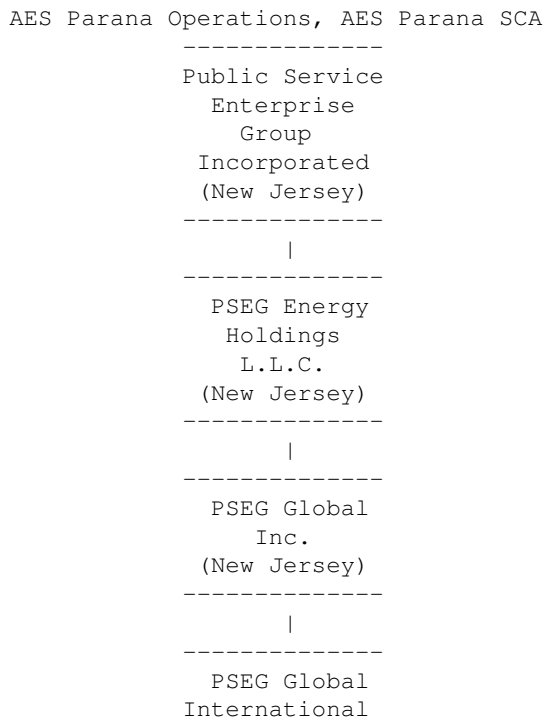 AES Parana Operations, AES Parana SCA
--------------
Public Service
Enterprise
Group
Incorporated
(New Jersey)
--------------
|
--------------
PSEG Energy
Holdings
L.L.C.
(New Jersey)
--------------
|
--------------
PSEG Global
Inc.
(New Jersey)
--------------
|
--------------
PSEG Global
International